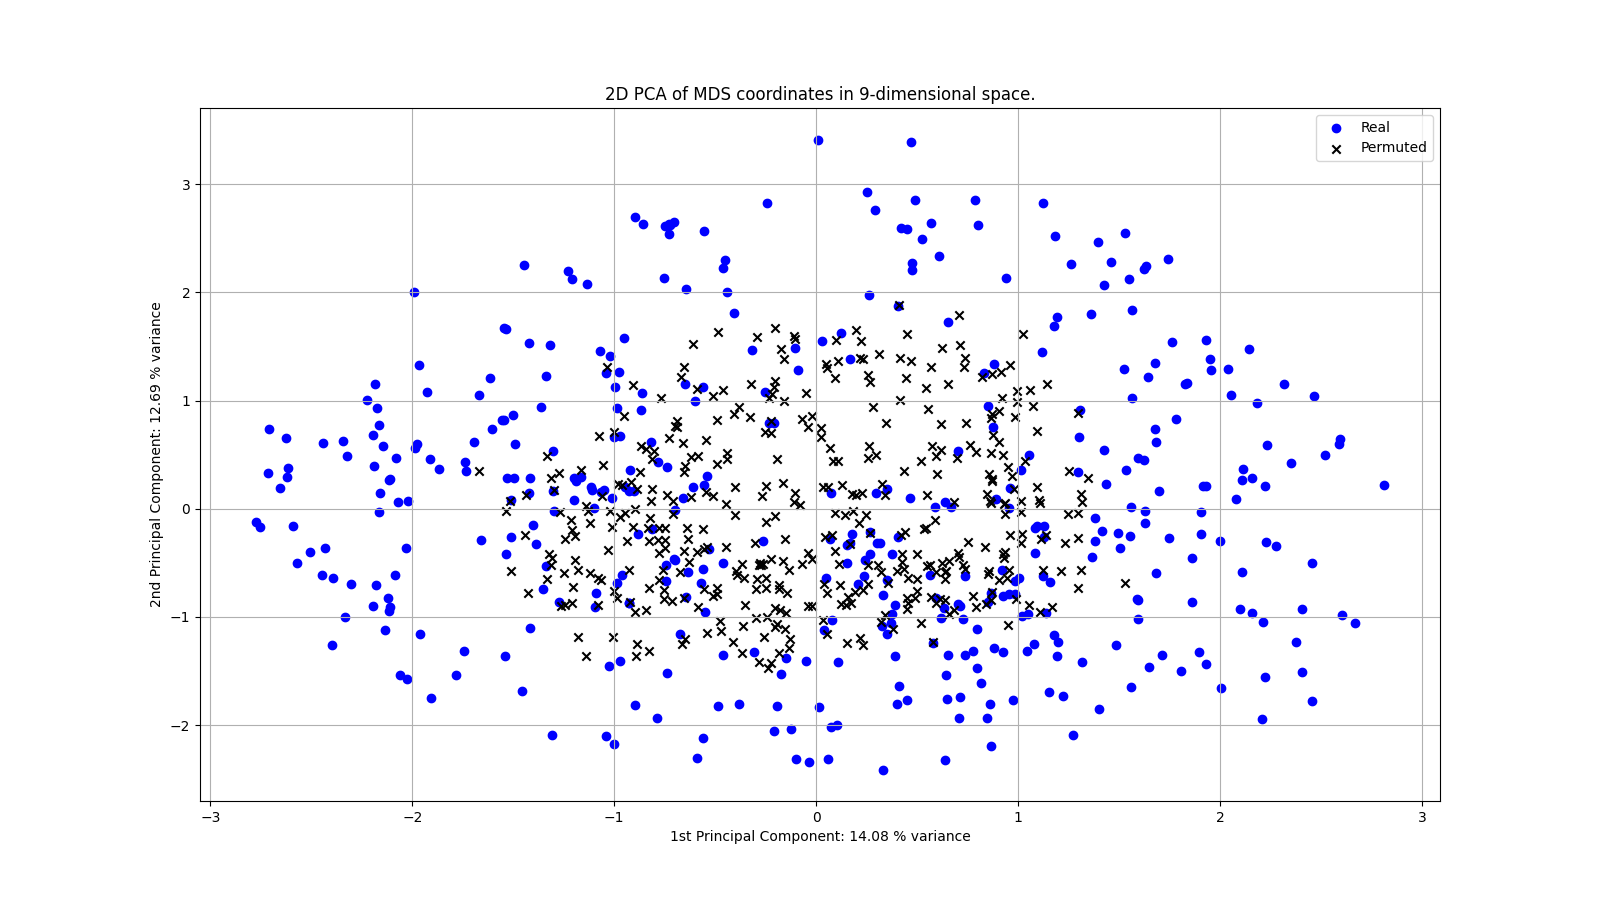 2D PCA of MDS coordinates in 9-dimensional space.
Real
Permuted
3
2
1
0
−1
−2
2nd Principal Component: 12.69 % variance
−3 −2 −1 0 1 2 3
1st Principal Component: 14.08 % variance